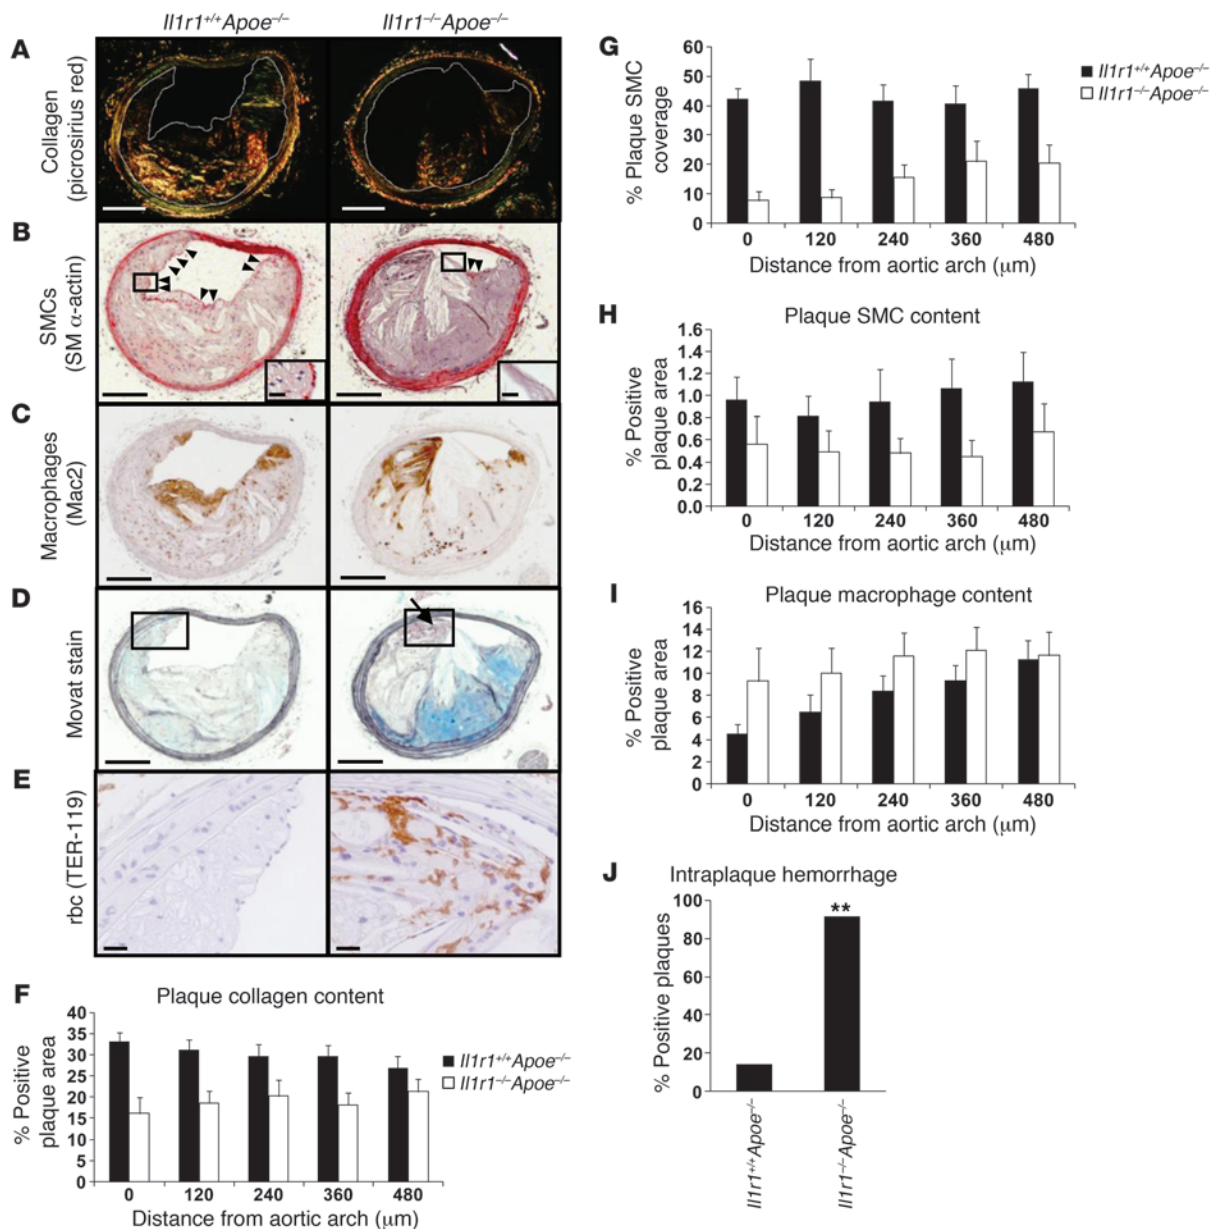 Il1r1+/+Apoe–/–
Il1r1–/–Apoe–/–
A
Collagen
(picrosirius red)
B
SMCs
(SM α-actin)
C
Macrophages
(Mac2)
D
Movat stain
E
rbc (TER-119)
F
Plaque collagen content
% Positive
plaque area
40
35
30
25
20
15
10
5
0
0 120 240 360 480
Distance from aortic arch (μm)
Il1r1+/+Apoe–/–
Il1r1–/–Apoe–/–
G
% Plaque SMC
coverage
60
50
40
30
20
10
0
0 120 240 360 480
Distance from aortic arch (μm)
Il1r1+/+Apoe–/–
Il1r1–/–Apoe–/–
H
Plaque SMC content
% Positive
plaque area
1.6
1.4
1.2
1.0
0.8
0.6
0.4
0.2
0.0
0 120 240 360 480
Distance from aortic arch (μm)
I
Plaque macrophage content
% Positive
plaque area
16
14
12
10
8
6
4
2
0
0 120 240 360 480
Distance from aortic arch (μm)
J
Intraplaque hemorrhage
% Positive plaques
100
80
60
40
20
0
**
Il1r1+/+Apoe–/–
Il1r1–/–Apoe–/–